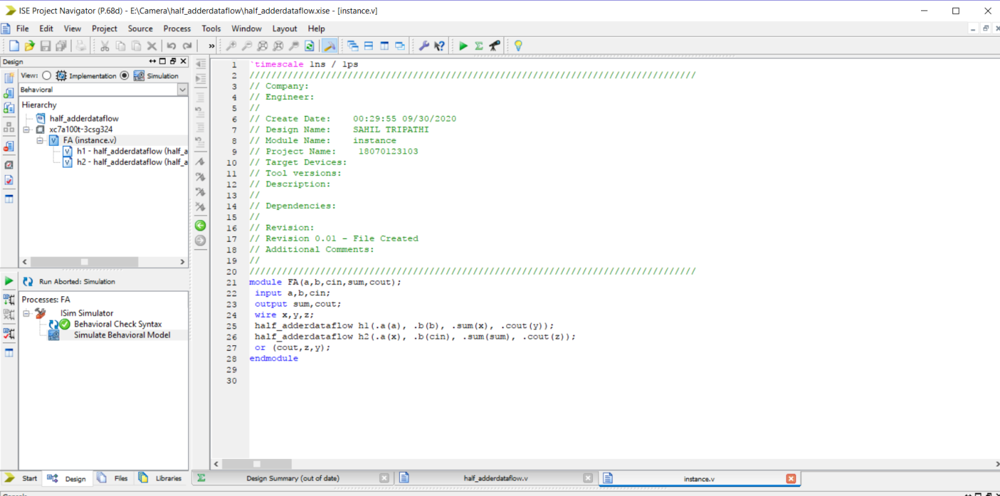 ISE Project Navigator (P.68d) - E:\Camera\half_adderdataflow\half_adderdataflow.xise - [instance.v]
File Edit View Project Source Process Tools Window Layout Help
Design
View: Implementation Simulation
Behavioral
Hierarchy
half_adderdataflow
xc7a100t-3csg324
FA (instance.v)
h1 - half_adderdataflow (half_a
h2 - half_adderdataflow (half_a
Run Aborted: Simulation
Processes: FA
ISim Simulator
Behavioral Check Syntax
Simulate Behavioral Model
Start Design Files Libraries
1 `timescale 1ns / 1ps
2 //////////////////////////////////////////////////////////////////////////////////
3 // Company:
4 // Engineer:
5 //
6 // Create Date: 00:29:55 09/30/2020
7 // Design Name: SAHIL TRIPATHI
8 // Module Name: instance
9 // Project Name: 18070123103
10 // Target Devices:
11 // Tool versions:
12 // Description:
13 //
14 // Dependencies:
15 //
16 // Revision:
17 // Revision 0.01 - File Created
18 // Additional Comments:
19 //
20 //////////////////////////////////////////////////////////////////////////////////
21 module FA(a,b,cin,sum,cout);
22 input a,b,cin;
23 output sum,cout;
24 wire x,y,z;
25 half_adderdataflow h1(.a(a), .b(b), .sum(x), .cout(y));
26 half_adderdataflow h2(.a(x), .b(cin), .sum(sum), .cout(z));
27 or (cout,z,y);
28 endmodule
29
30
Design Summary (out of date) half_adderdataflow.v instance.v